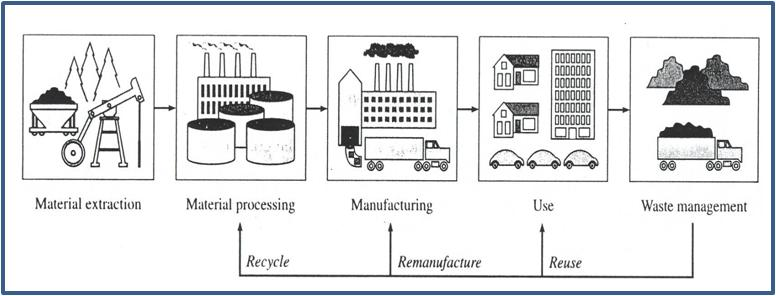 Material extraction
Material processing
Manufacturing
Use
Waste management
Recycle
Remanufacture
Reuse